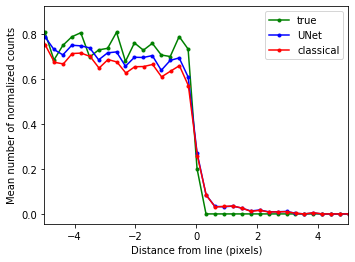 true
UNet
classical
0.8
0.6
0.4
0.2
0.0
−4
−2
0
2
4
Mean number of normalized counts
Distance from line (pixels)